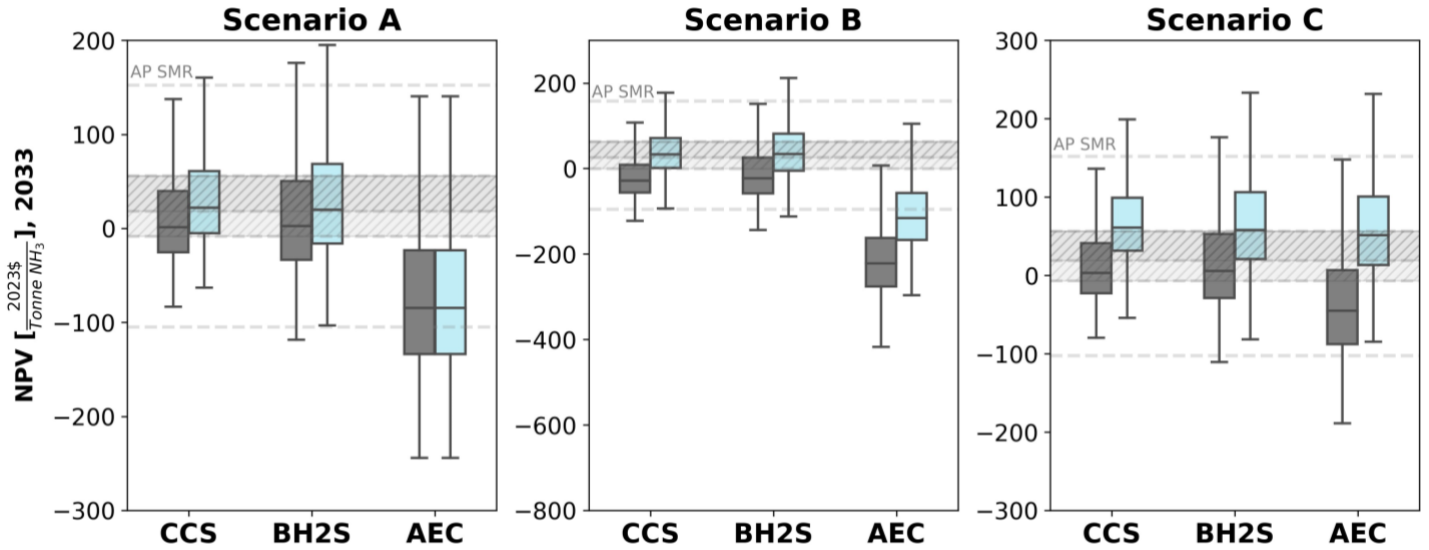 Scenario A
Scenario B
Scenario C
NPV [2023$/Tonne NH3], 2033
200
100
0
−100
−200
−300
AP SMR
CCS
BH2S
AEC
200
0
−200
−400
−600
−800
AP SMR
CCS
BH2S
AEC
300
200
100
0
−100
−200
−300
AP SMR
CCS
BH2S
AEC